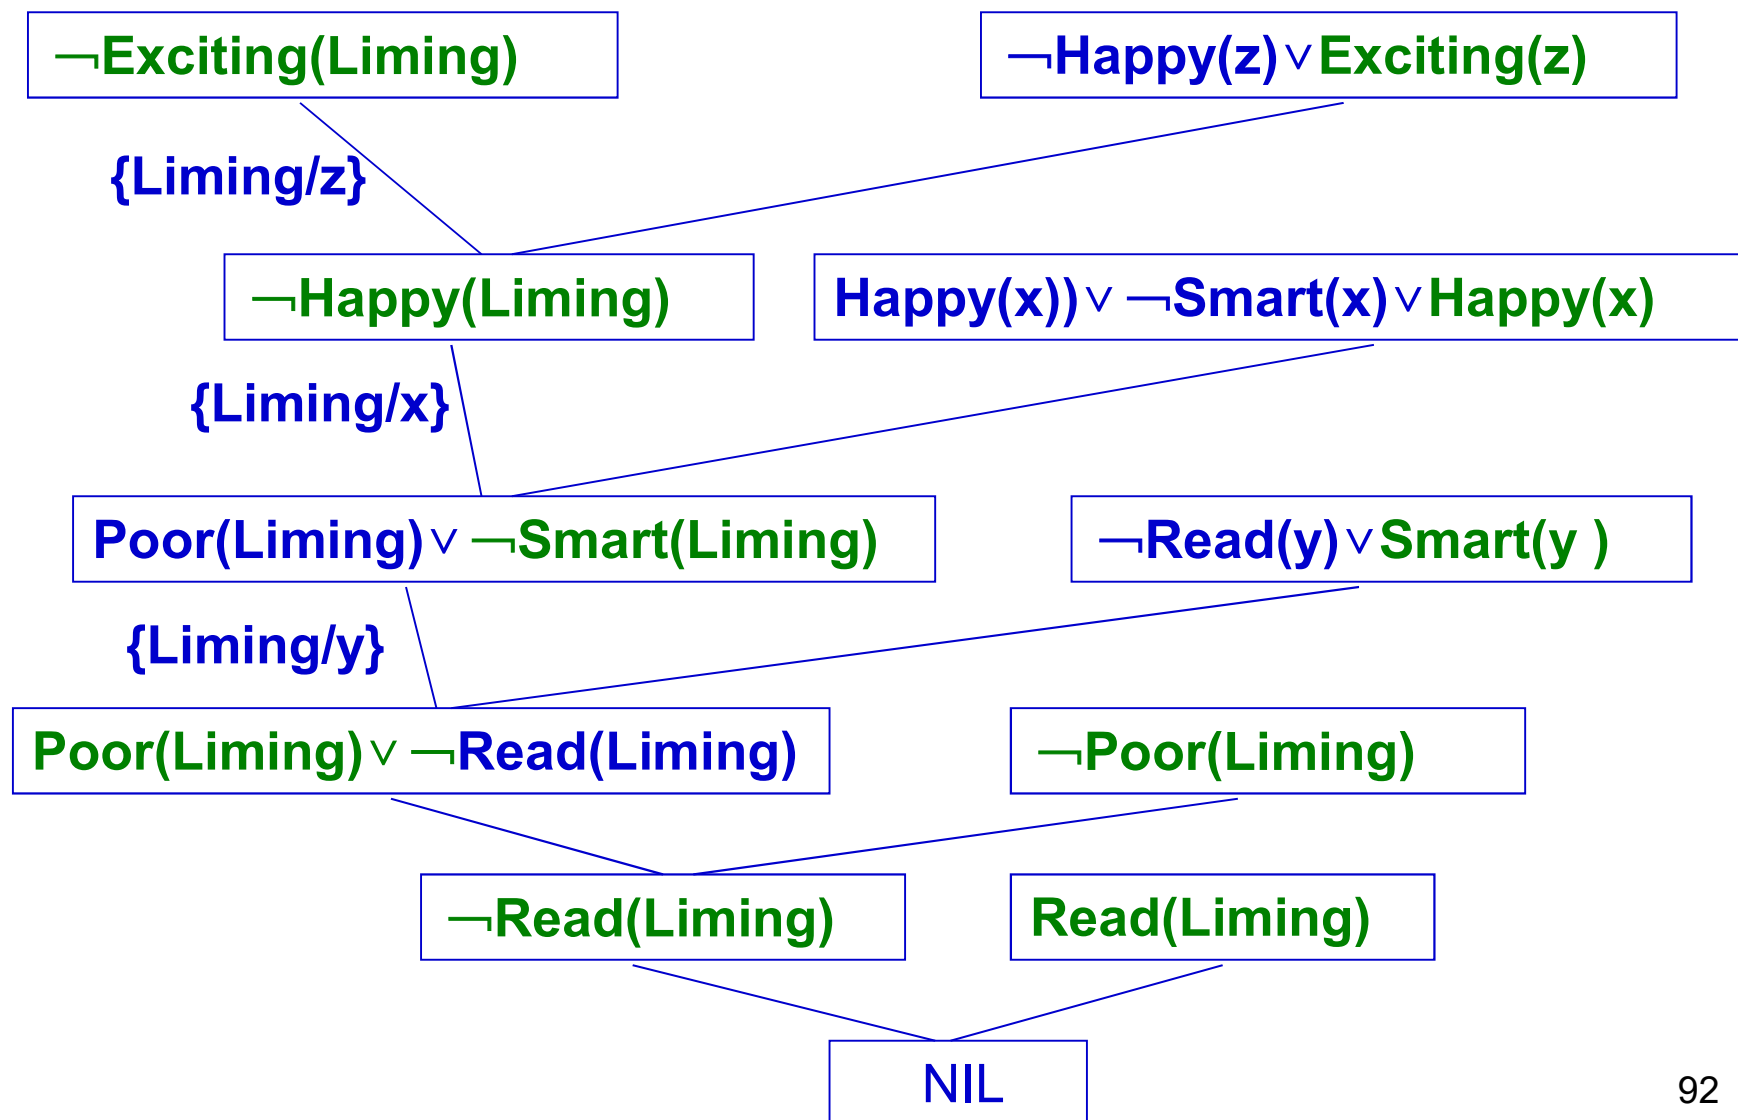 ¬Exciting(Liming)
¬Happy(z)∨Exciting(z)
{Liming/z}
¬Happy(Liming)
Happy(x))∨ ¬Smart(x)∨Happy(x)
{Liming/x}
Poor(Liming)∨ ¬Smart(Liming)
¬Read(y)∨Smart(y )
{Liming/y}
Poor(Liming)∨ ¬Read(Liming)
¬Poor(Liming)
¬Read(Liming)
Read(Liming)
NIL
92